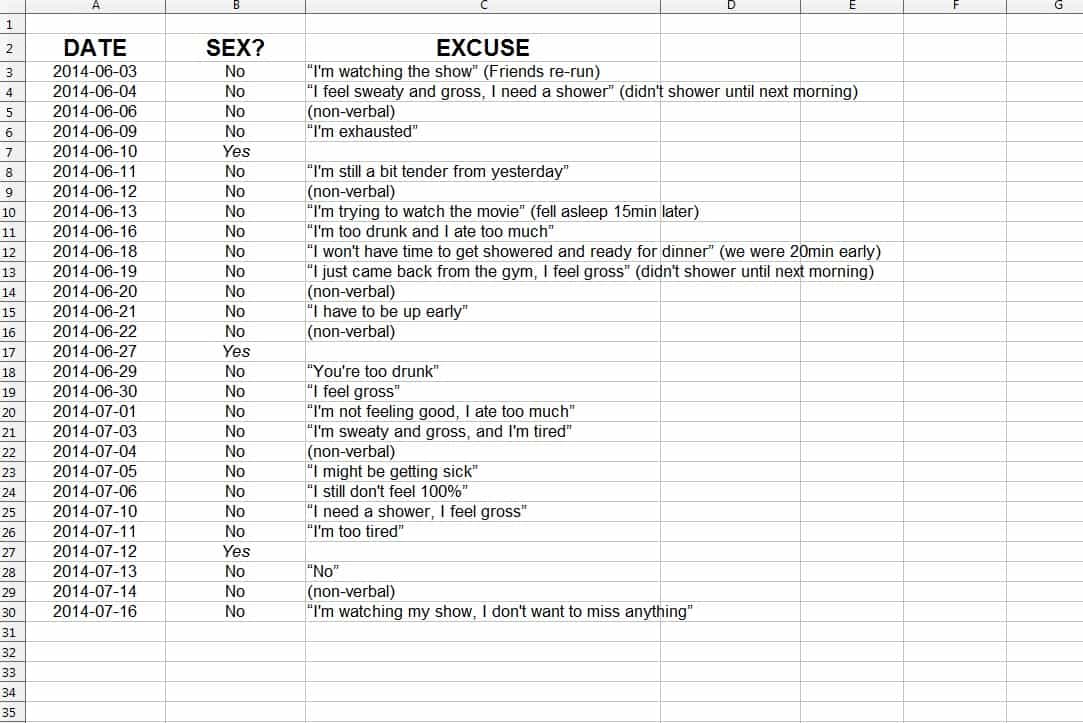 A B C D E F G
1
2 DATE SEX? EXCUSE
3 2014-06-03 No “I'm watching the show” (Friends re-run)
4 2014-06-04 No “I feel sweaty and gross, I need a shower” (didn't shower until next morning)
5 2014-06-06 No (non-verbal)
6 2014-06-09 No “I'm exhausted”
7 2014-06-10 Yes
8 2014-06-11 No “I'm still a bit tender from yesterday”
9 2014-06-12 No (non-verbal)
10 2014-06-13 No “I'm trying to watch the movie” (fell asleep 15min later)
11 2014-06-16 No “I'm too drunk and I ate too much”
12 2014-06-18 No “I won't have time to get showered and ready for dinner” (we were 20min early)
13 2014-06-19 No “I just came back from the gym, I feel gross” (didn't shower until next morning)
14 2014-06-20 No (non-verbal)
15 2014-06-21 No “I have to be up early”
16 2014-06-22 No (non-verbal)
17 2014-06-27 Yes
18 2014-06-29 No “You're too drunk”
19 2014-06-30 No “I feel gross”
20 2014-07-01 No “I'm not feeling good, I ate too much”
21 2014-07-03 No “I'm sweaty and gross, and I'm tired”
22 2014-07-04 No (non-verbal)
23 2014-07-05 No “I might be getting sick”
24 2014-07-06 No “I still don't feel 100%”
25 2014-07-10 No “I need a shower, I feel gross”
26 2014-07-11 No “I'm too tired”
27 2014-07-12 Yes
28 2014-07-13 No “No”
29 2014-07-14 No (non-verbal)
30 2014-07-16 No “I'm watching my show, I don't want to miss anything”
31
32
33
34
35